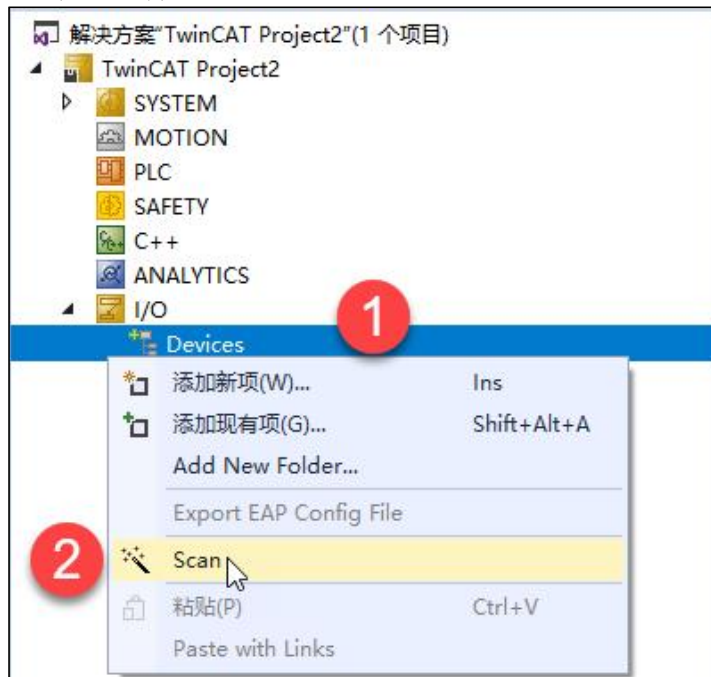 解决方案"TwinCAT Project2"(1 个项目)
TwinCAT Project2
SYSTEM
MOTION
PLC
SAFETY
C++
ANALYTICS
I/O
1
Devices
添加新项(W)... Ins
添加现有项(G)... Shift+Alt+A
Add New Folder...
Export EAP Config File
2 Scan
粘贴(P) Ctrl+V
Paste with Links